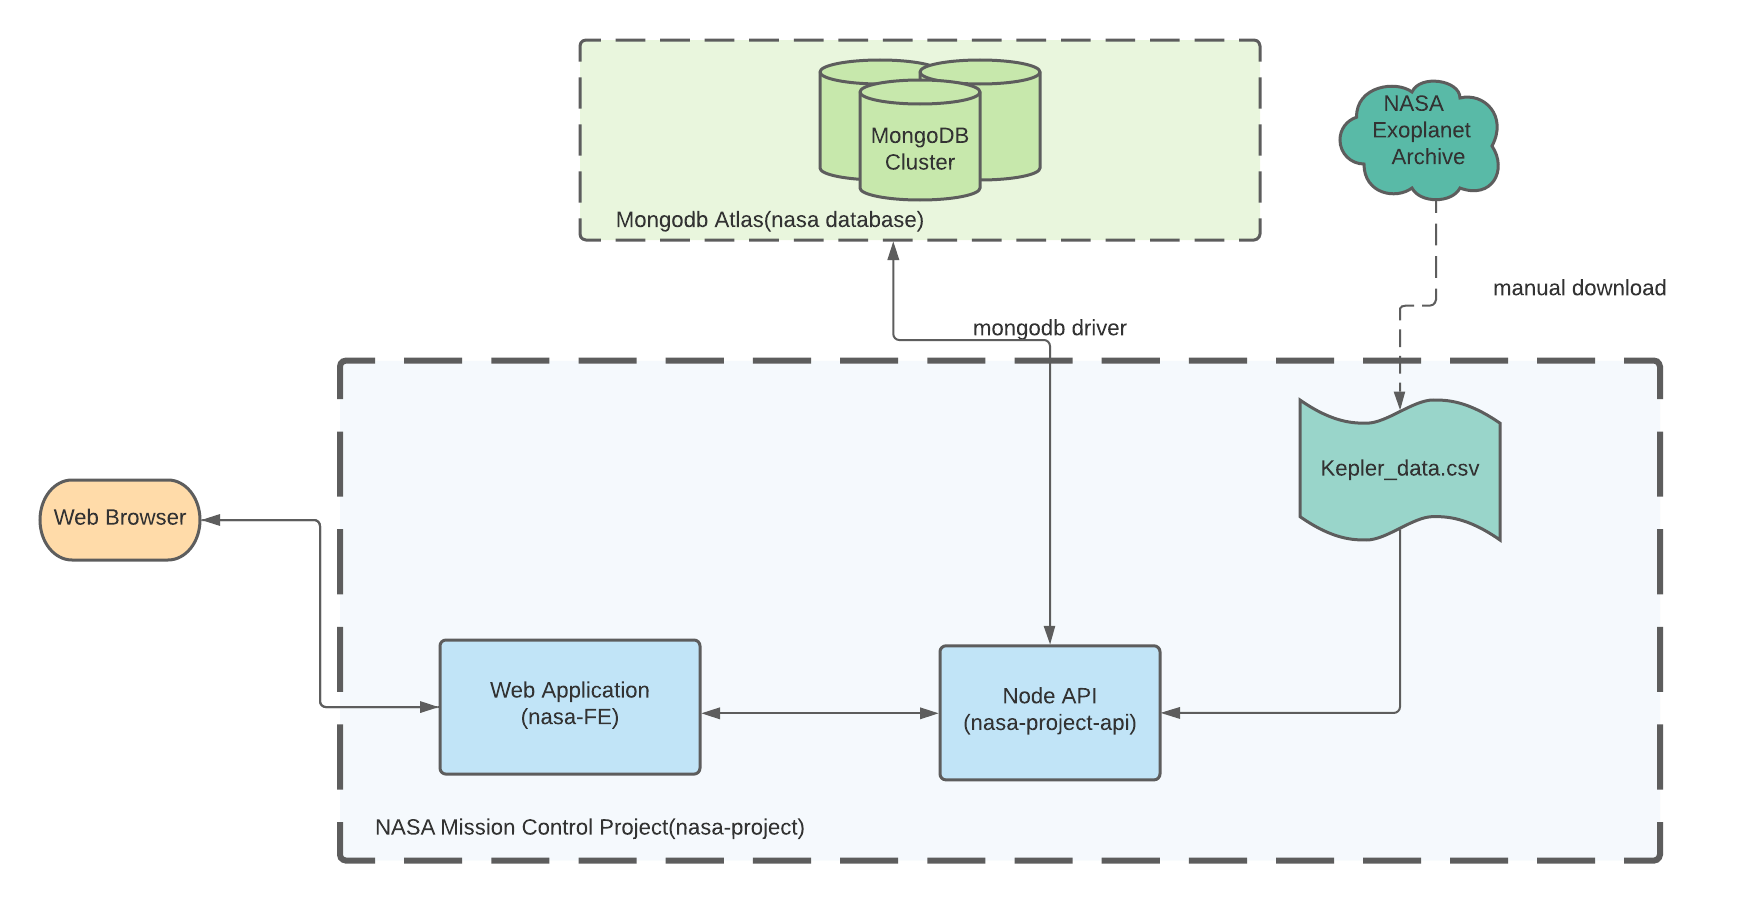 MongoDB
Cluster
Mongodb Atlas(nasa database)
NASA
Exoplanet
Archive
manual download
mongodb driver
Kepler_data.csv
Web Browser
Web Application
(nasa-FE)
Node API
(nasa-project-api)
NASA Mission Control Project(nasa-project)